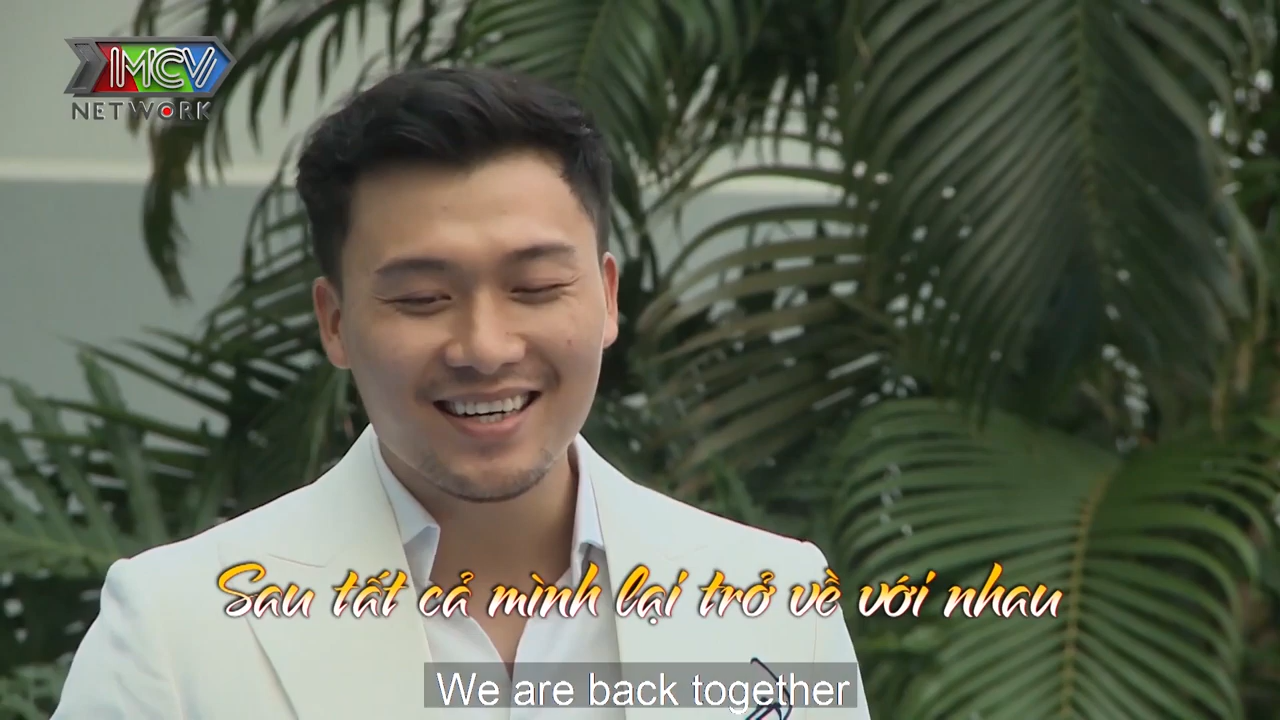 MCV
NETWORK
Sau tất cả mình lại trở về với nhau
We are back together